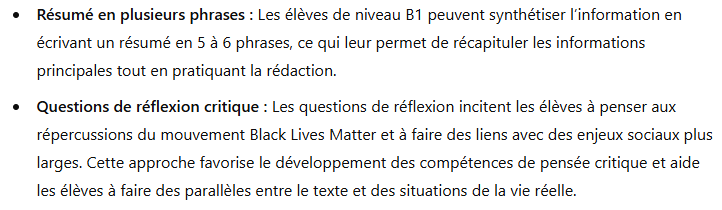 • Résumé en plusieurs phrases : Les élèves de niveau B1 peuvent synthétiser l’information en
écrivant un résumé en 5 à 6 phrases, ce qui leur permet de récapituler les informations
principales tout en pratiquant la rédaction.
• Questions de réflexion critique : Les questions de réflexion incitent les élèves à penser aux
répercussions du mouvement Black Lives Matter et à faire des liens avec des enjeux sociaux plus
larges. Cette approche favorise le développement des compétences de pensée critique et aide
les élèves à faire des parallèles entre le texte et des situations de la vie réelle.